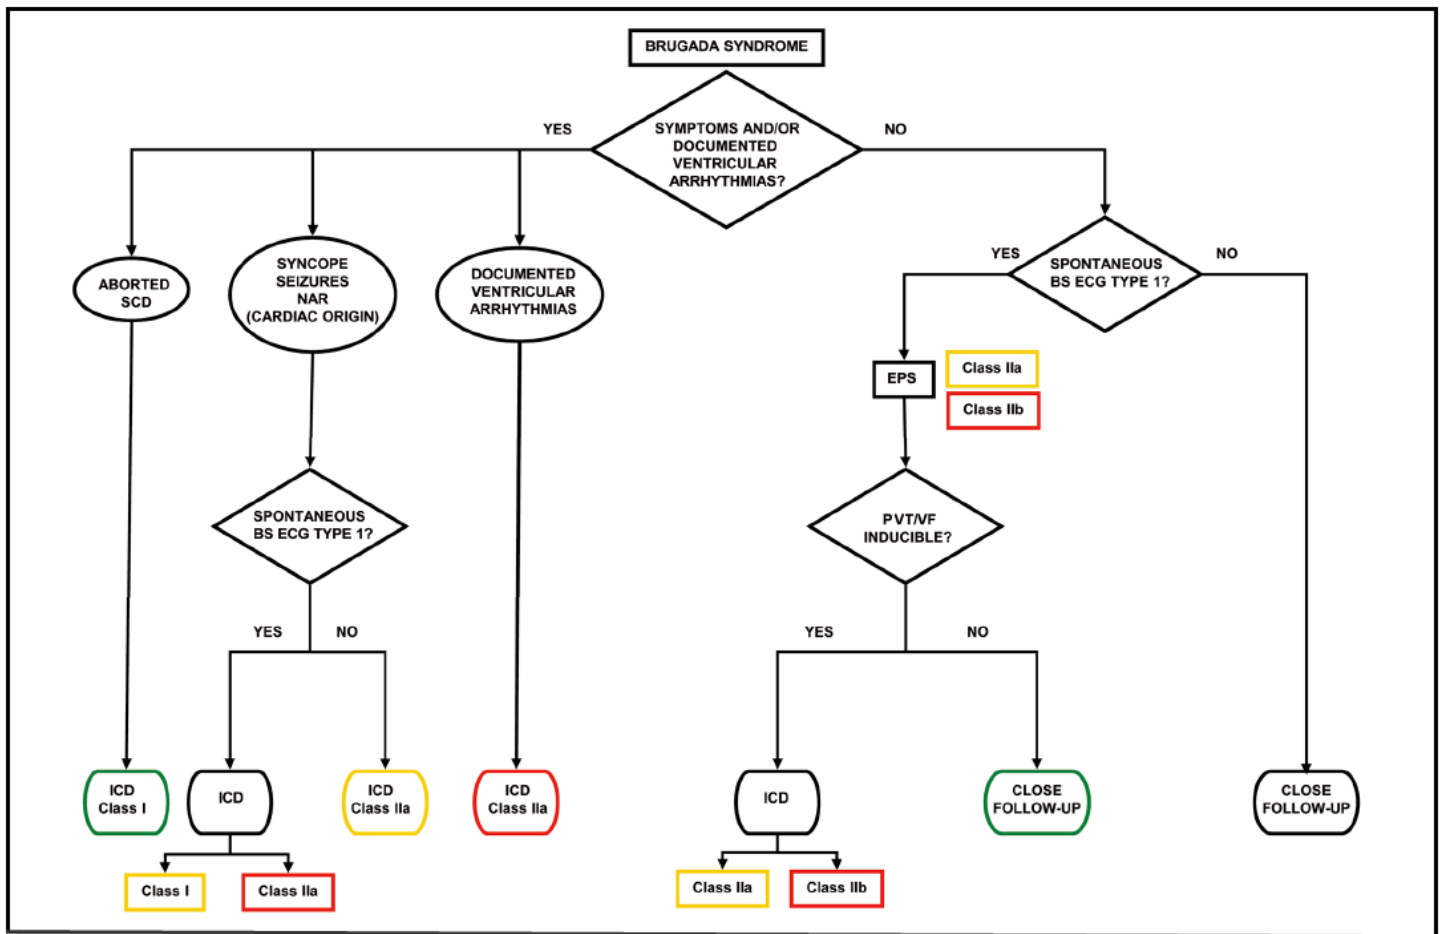 BRUGADA SYNDROME
SYMPTOMS AND/OR
DOCUMENTED
VENTRICULAR
ARRHYTHMIAS?
YES
NO
ABORTED
SCD
SYNCOPE
SEIZURES
NAR
(CARDIAC ORIGIN)
DOCUMENTED
VENTRICULAR
ARRHYTHMIAS
YES
SPONTANEOUS
BS ECG TYPE 1?
NO
EPS
Class IIa
Class IIb
SPONTANEOUS
BS ECG TYPE 1?
PVT/VF
INDUCIBLE?
YES
NO
YES
NO
ICD
Class I
ICD
ICD
Class IIa
ICD
Class IIa
ICD
CLOSE
FOLLOW-UP
CLOSE
FOLLOW-UP
Class I
Class IIa
Class IIa
Class IIb